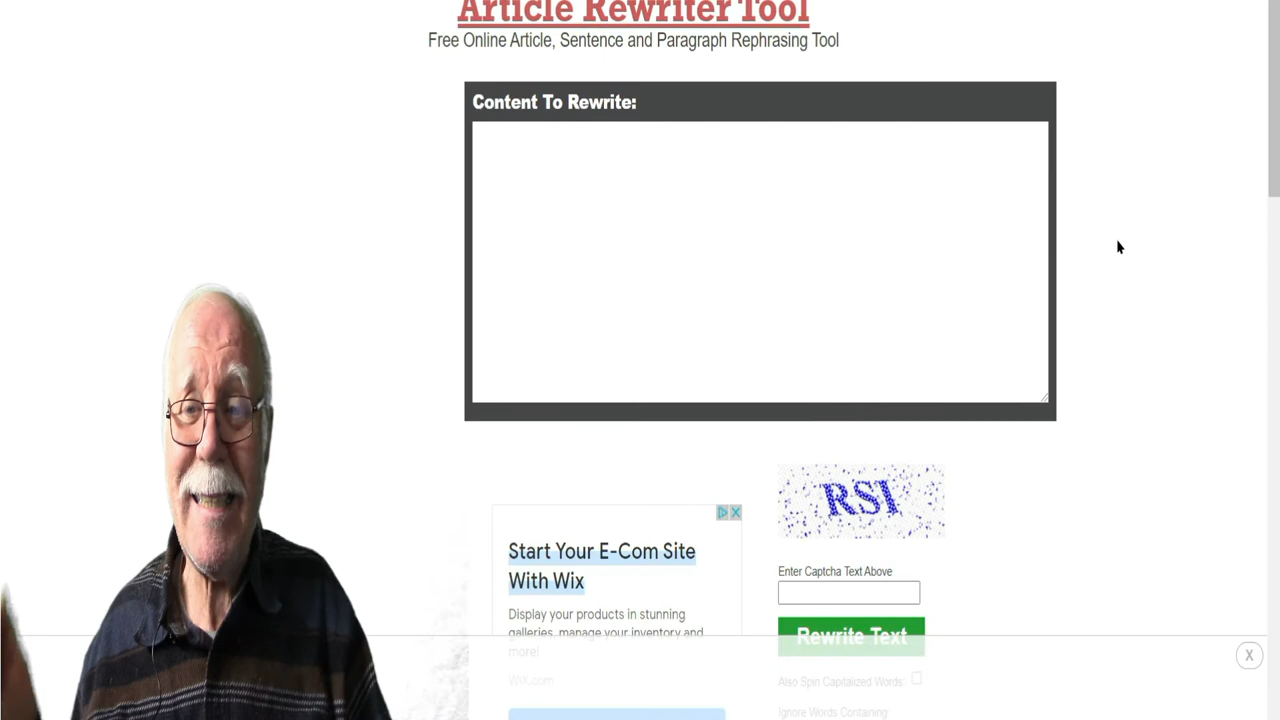 Article Rewriter Tool
Free Online Article, Sentence and Paragraph Rephrasing Tool
Content To Rewrite:
RSI
Start Your E-Com Site
With Wix
Display your products in stunning
galleries, manage your inventory and
more!
Wix.com
Enter Captcha Text Above
Rewrite Text
Also Spin Capitalized Words:
Ignore Words Containing:
X